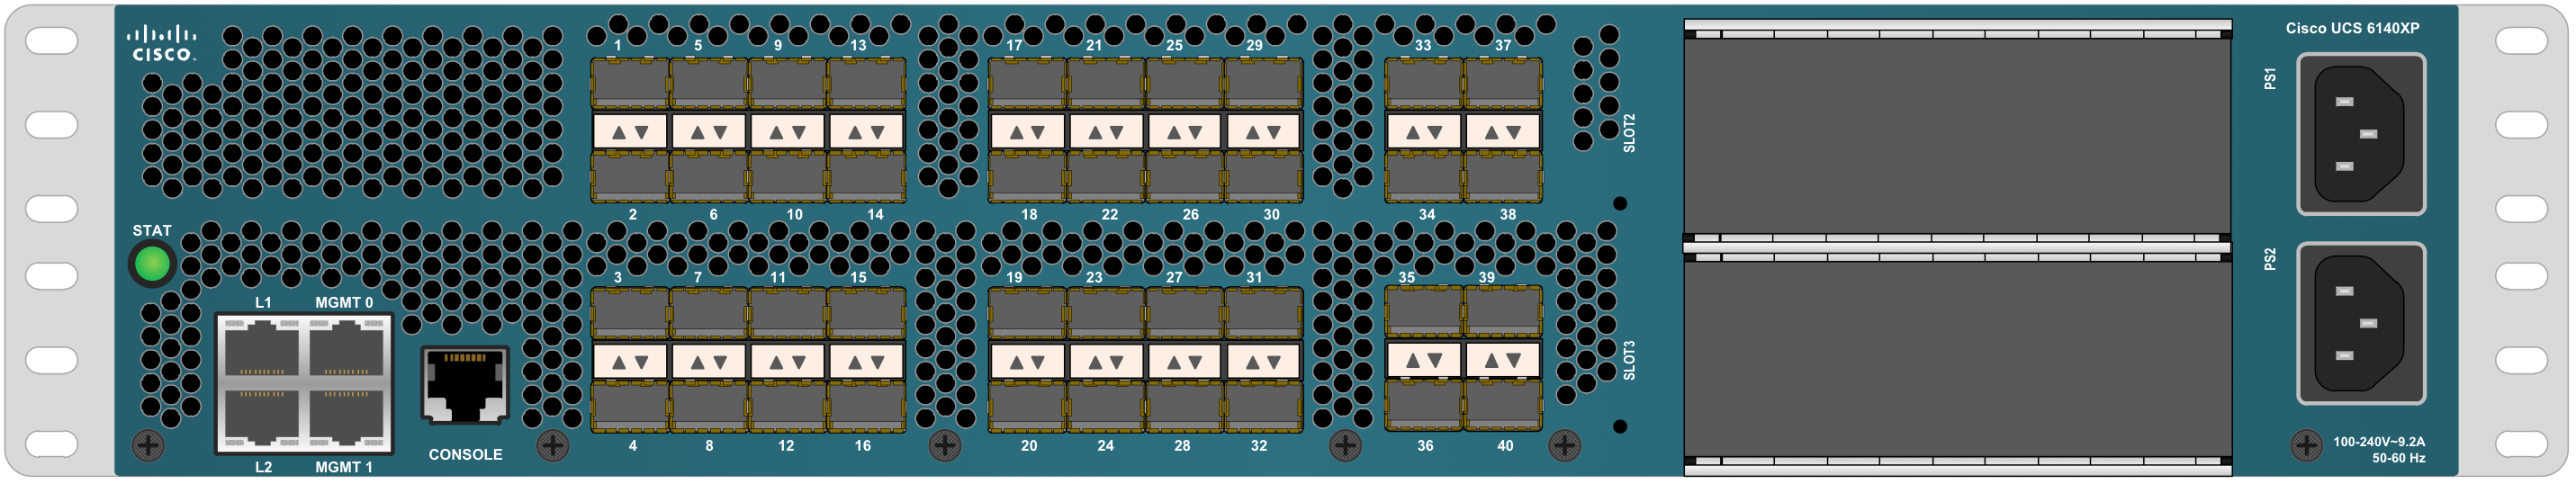 CISCO
1 5 9 13 17 21 25 29 33 37
Cisco UCS 6140XP
PS1
SLOT2
2 6 10 14 18 22 26 30 34 38
STAT
PS2
3 7 11 15 19 23 27 31 35 39
L1 MGMT 0
SLOT3
4 8 12 16 20 24 28 32 36 40
CONSOLE
L2 MGMT 1
100-240V~9.2A
50-60 Hz